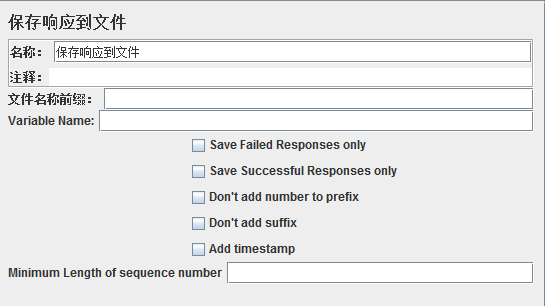 保存响应到文件
名称： 保存响应到文件
注释：
文件名称前缀：
Variable Name:
Save Failed Responses only
Save Successful Responses only
Don't add number to prefix
Don't add suffix
Add timestamp
Minimum Length of sequence number